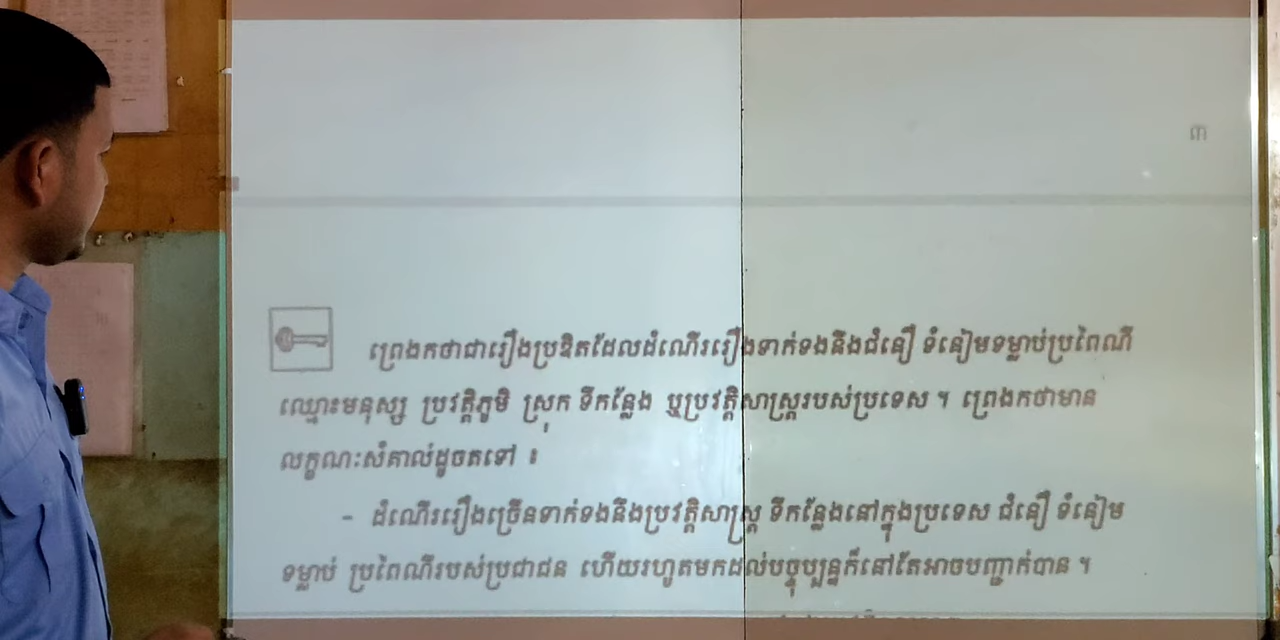 ៣
ព្រេងកថាជារឿងប្រឌិតដែលដំណើររឿងទាក់ទងនឹងជំនឿ ទំនៀមទម្លាប់ប្រពៃណី
ឈ្មោះមនុស្ស ប្រវត្តិភូមិ ស្រុក ទីកន្លែង ឬប្រវត្តិសាស្ត្ររបស់ប្រទេស ។ ព្រេងកថាមាន
លក្ខណៈសំគាល់ដូចតទៅ ៖
- ដំណើររឿងច្រើនទាក់ទងនឹងប្រវត្តិសាស្ត្រ ទីកន្លែងនៅក្នុងប្រទេស ជំនឿ ទំនៀម
ទម្លាប់ ប្រពៃណីរបស់ប្រជាជន ហើយរហូតមកដល់បច្ចុប្បន្នក៏នៅតែអាចបញ្ជាក់បាន ។